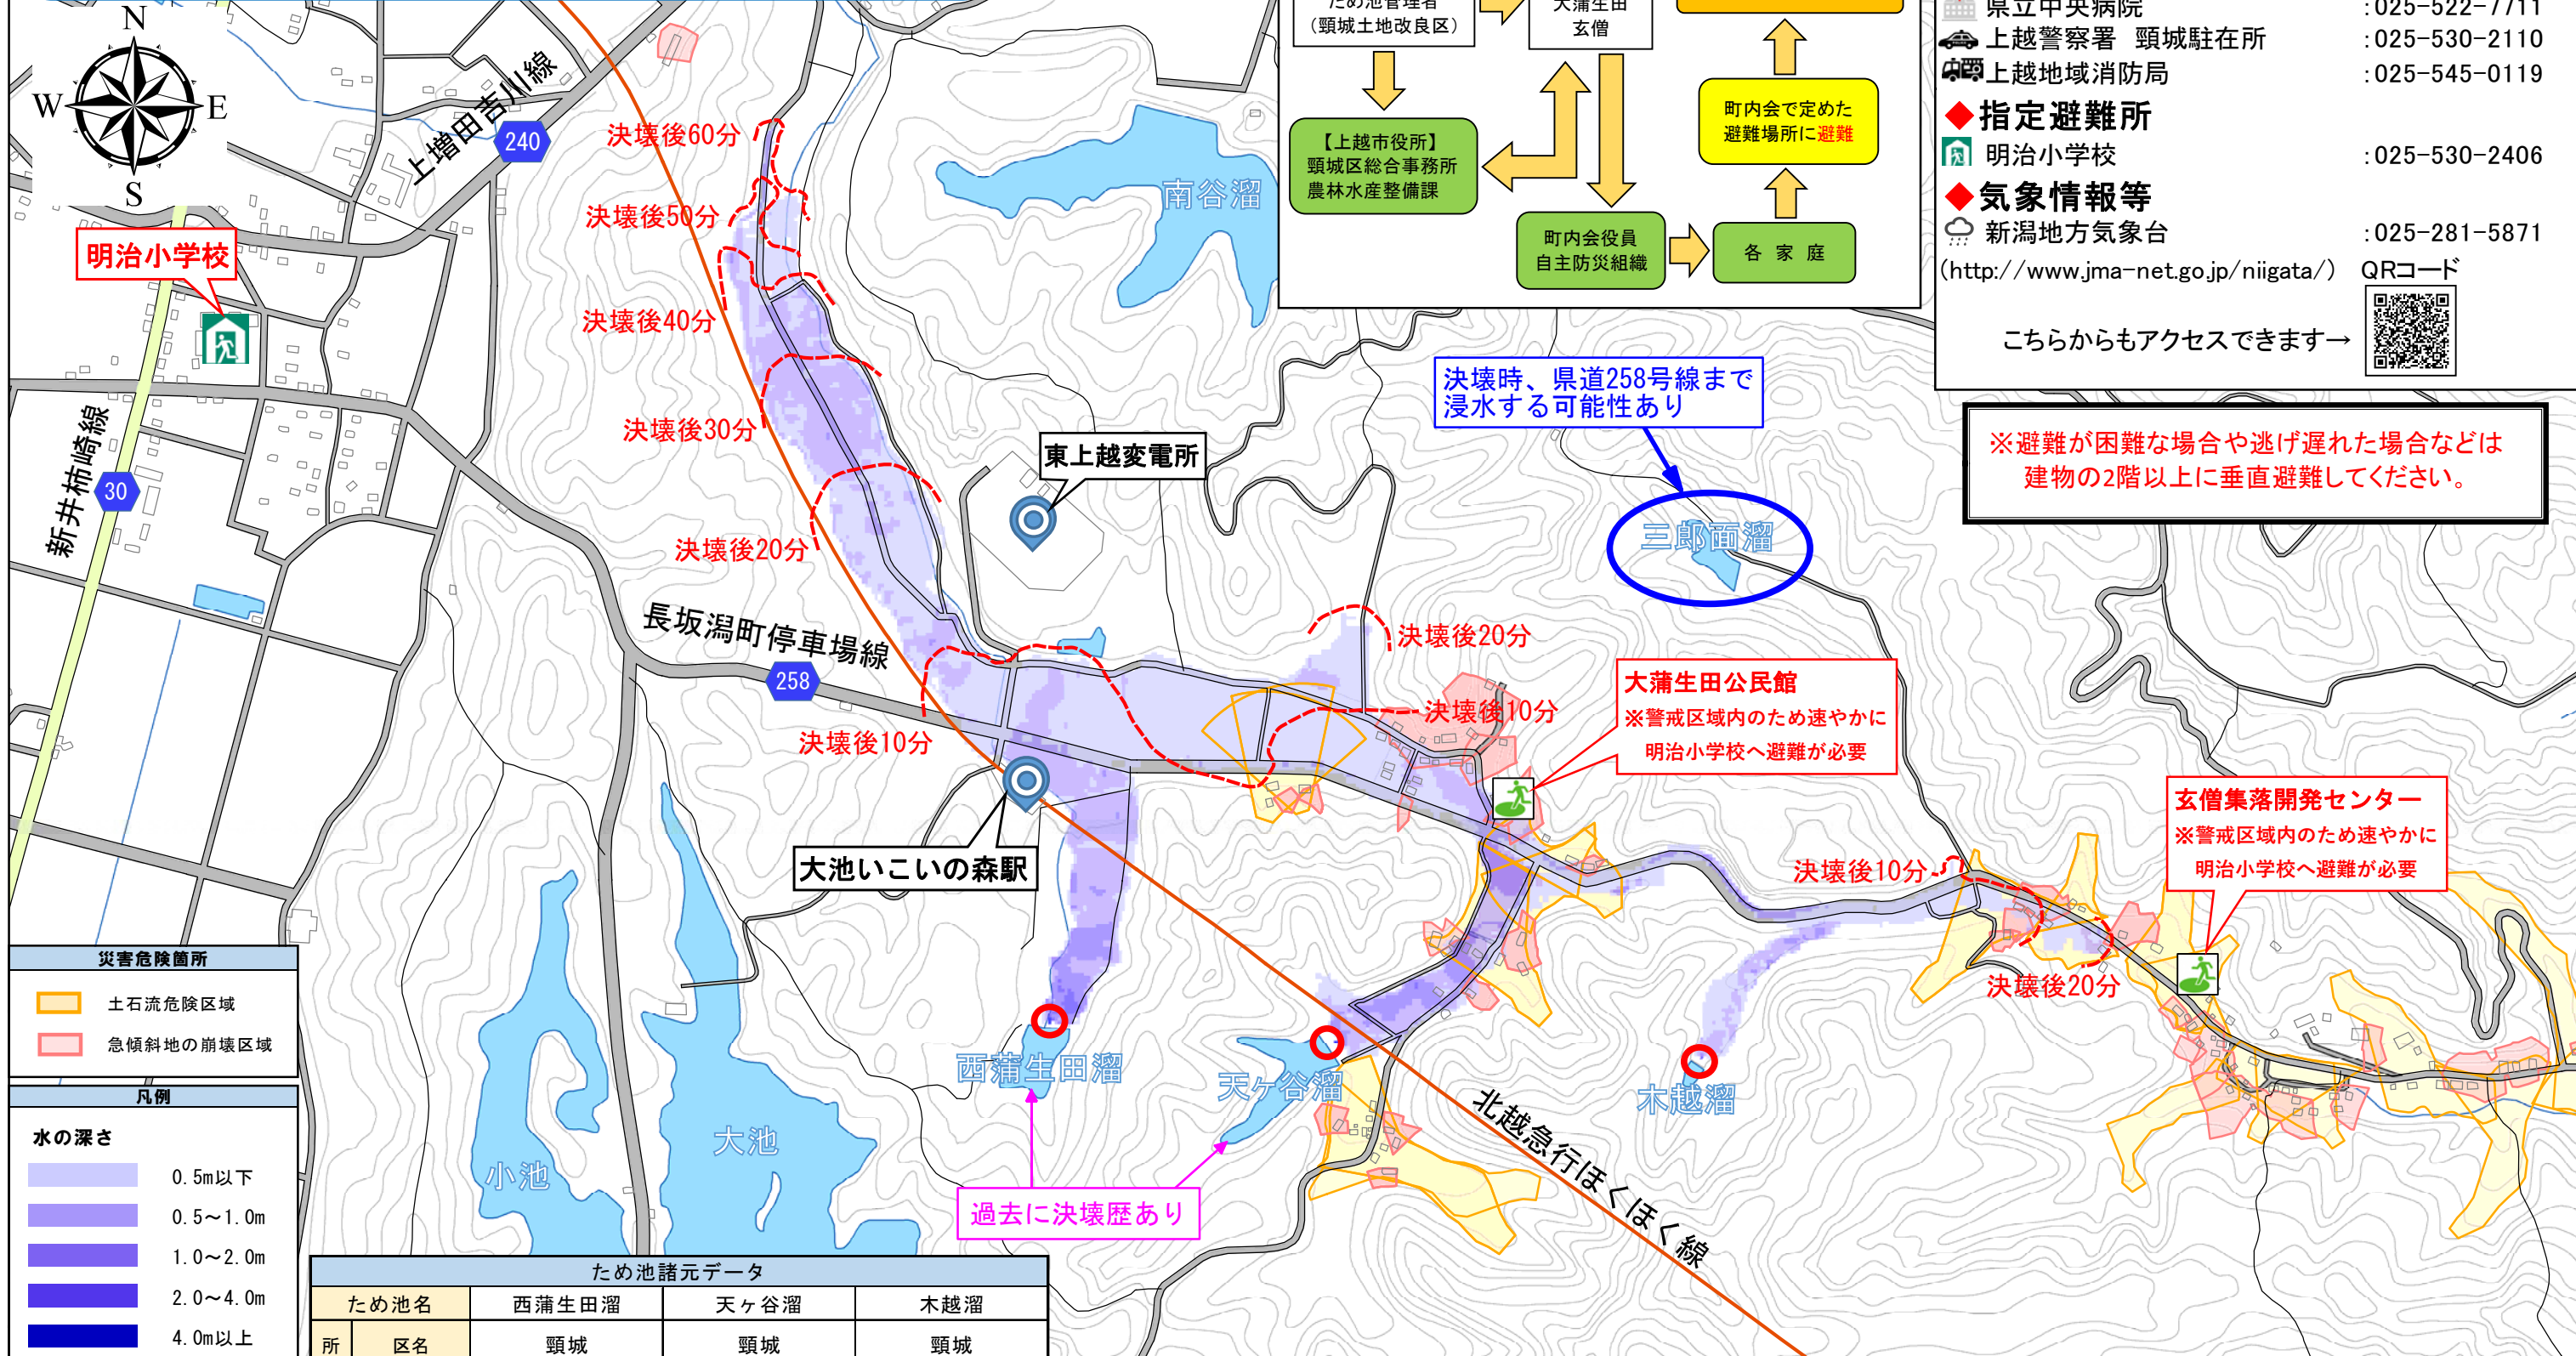 N
W
E
S
上増田吉川線
240
明治小学校
30
新井柿崎線
決壊後60分
決壊後50分
決壊後40分
決壊後30分
決壊後20分
長坂潟町停車場線
258
決壊後10分
東上越変電所
大池いこいの森駅
南谷溜
ため池管理者
(頸城土地改良区)
大蒲生田
玄僧
【上越市役所】
頸城区総合事務所
農林水産整備課
町内会役員
自主防災組織
各 家 庭
町内会で定めた
避難場所に避難
県立中央病院 :025-522-7711
上越警察署 頸城駐在所 :025-530-2110
上越地域消防局 :025-545-0119
◆指定避難所
明治小学校 :025-530-2406
◆気象情報等
新潟地方気象台 :025-281-5871
(http://www.jma-net.go.jp/niigata/) QRコード
こちらからもアクセスできます→
※避難が困難な場合や逃げ遅れた場合などは
建物の2階以上に垂直避難してください。
決壊時、県道258号線まで
浸水する可能性あり
三郎面溜
決壊後20分
決壊後10分
大蒲生田公民館
※警戒区域内のため速やかに
明治小学校へ避難が必要
玄僧集落開発センター
※警戒区域内のため速やかに
明治小学校へ避難が必要
決壊後10分
決壊後20分
西蒲生田溜
天ヶ谷溜
木越溜
小池
大池
過去に決壊歴あり
北越急行ほくほく線
災害危険箇所
土石流危険区域
急傾斜地の崩壊区域
凡例
水の深さ
0.5m以下
0.5～1.0m
1.0～2.0m
2.0～4.0m
4.0m以上
ため池諸元データ
ため池名 西蒲生田溜 天ヶ谷溜 木越溜
所 区名 頸城 頸城 頸城